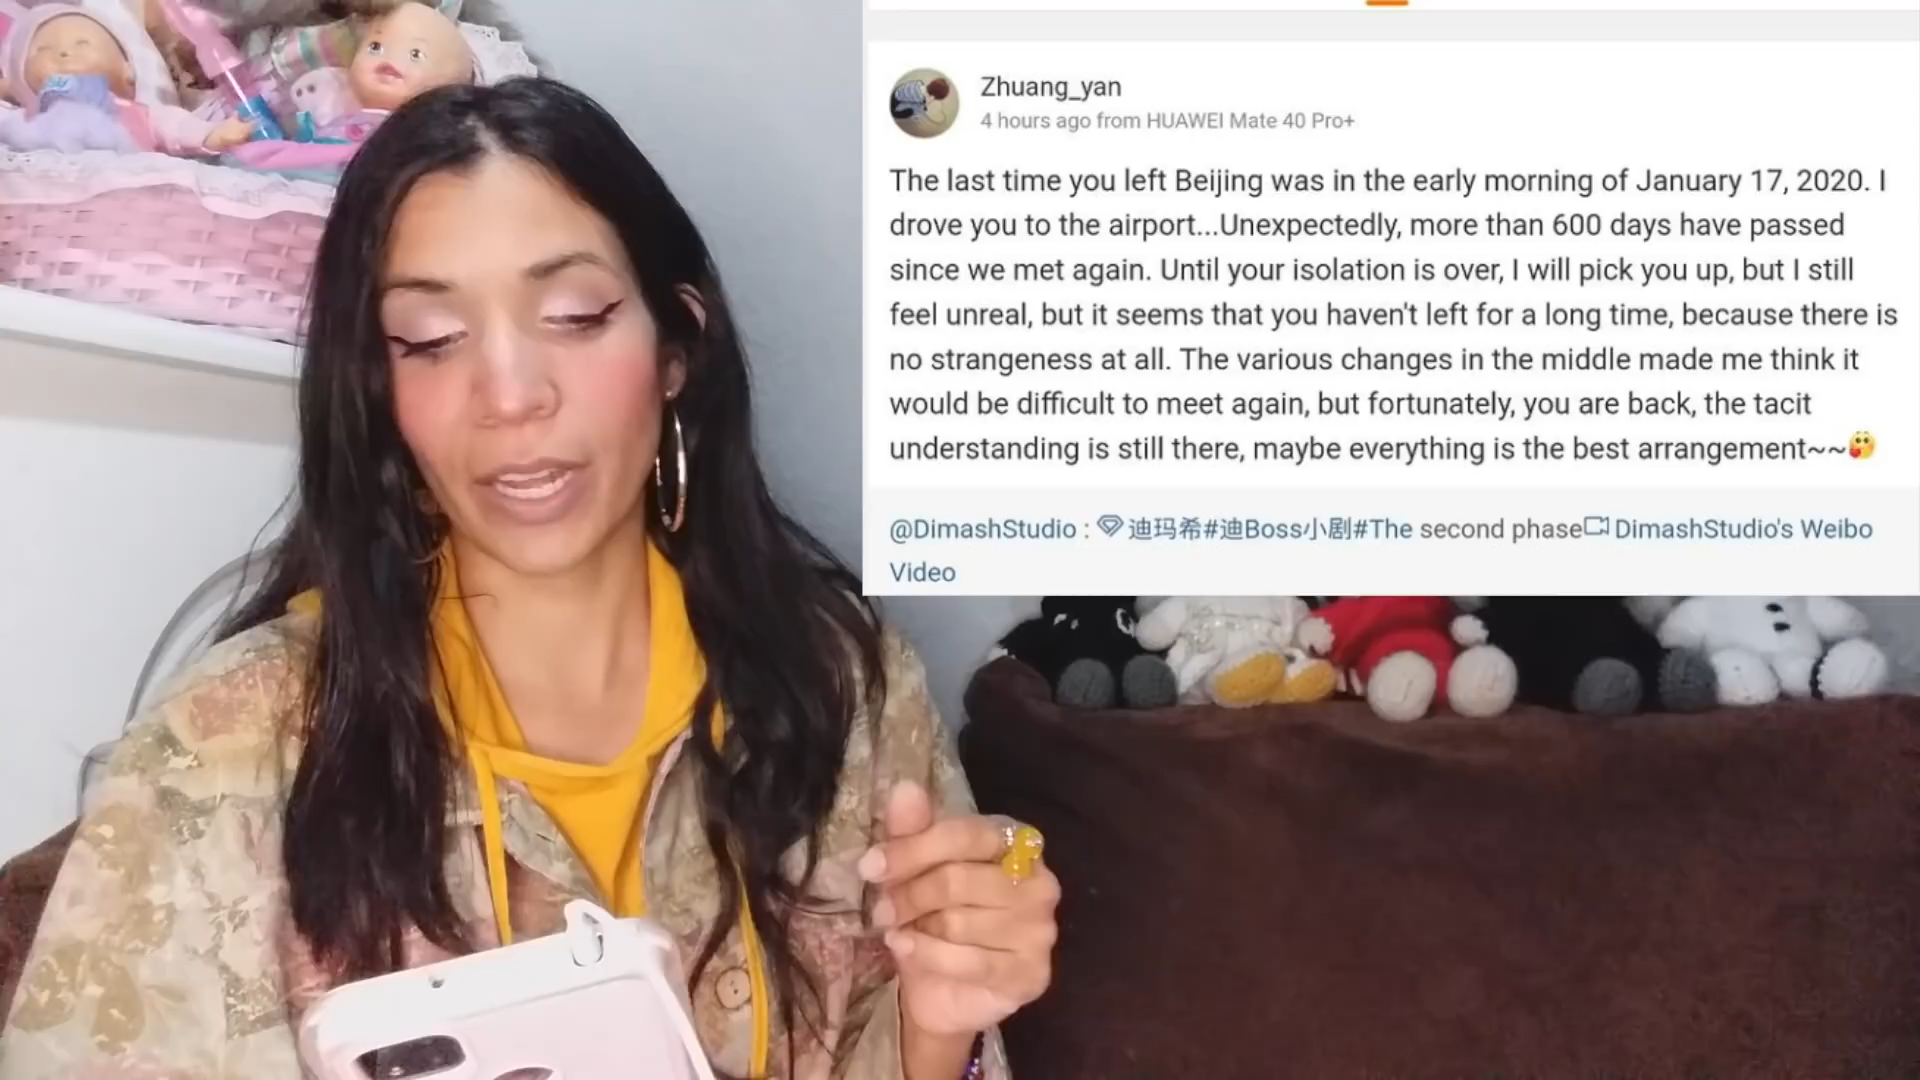 Zhuang_yan
4 hours ago from HUAWEI Mate 40 Pro+
The last time you left Beijing was in the early morning of January 17, 2020. I
drove you to the airport...Unexpectedly, more than 600 days have passed
since we met again. Until your isolation is over, I will pick you up, but I still
feel unreal, but it seems that you haven't left for a long time, because there is
no strangeness at all. The various changes in the middle made me think it
would be difficult to meet again, but fortunately, you are back, the tacit
understanding is still there, maybe everything is the best arrangement~~
@DimashStudio : 迪玛希#迪Boss小剧#The second phase DimashStudio's Weibo
Video